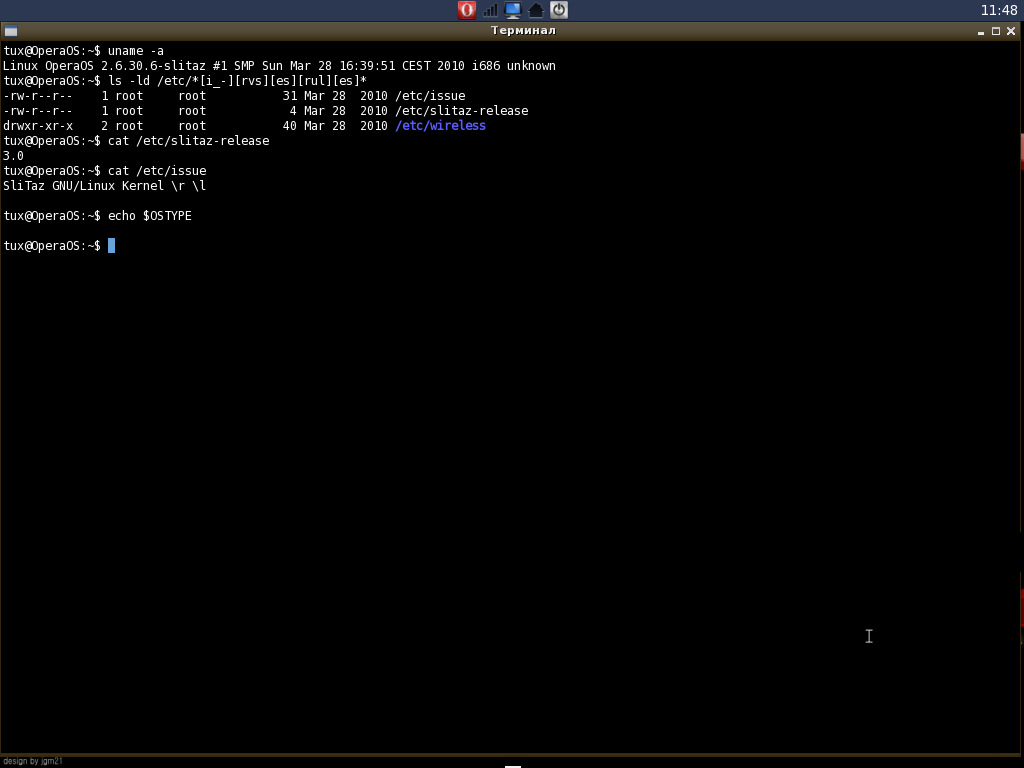 11:48
Терминал
tux@OperaOS:~$ uname -a
Linux OperaOS 2.6.30.6-slitaz #1 SMP Sun Mar 28 16:39:51 CEST 2010 i686 unknown
tux@OperaOS:~$ ls -ld /etc/*[i_-][rvs][es][rul][es]*
-rw-r--r--    1 root     root           31 Mar 28  2010 /etc/issue
-rw-r--r--    1 root     root            4 Mar 28  2010 /etc/slitaz-release
drwxr-xr-x    2 root     root           40 Mar 28  2010 /etc/wireless
tux@OperaOS:~$ cat /etc/slitaz-release
3.0
tux@OperaOS:~$ cat /etc/issue
SliTaz GNU/Linux Kernel \r \l
tux@OperaOS:~$ echo $OSTYPE
tux@OperaOS:~$
design by jgm21